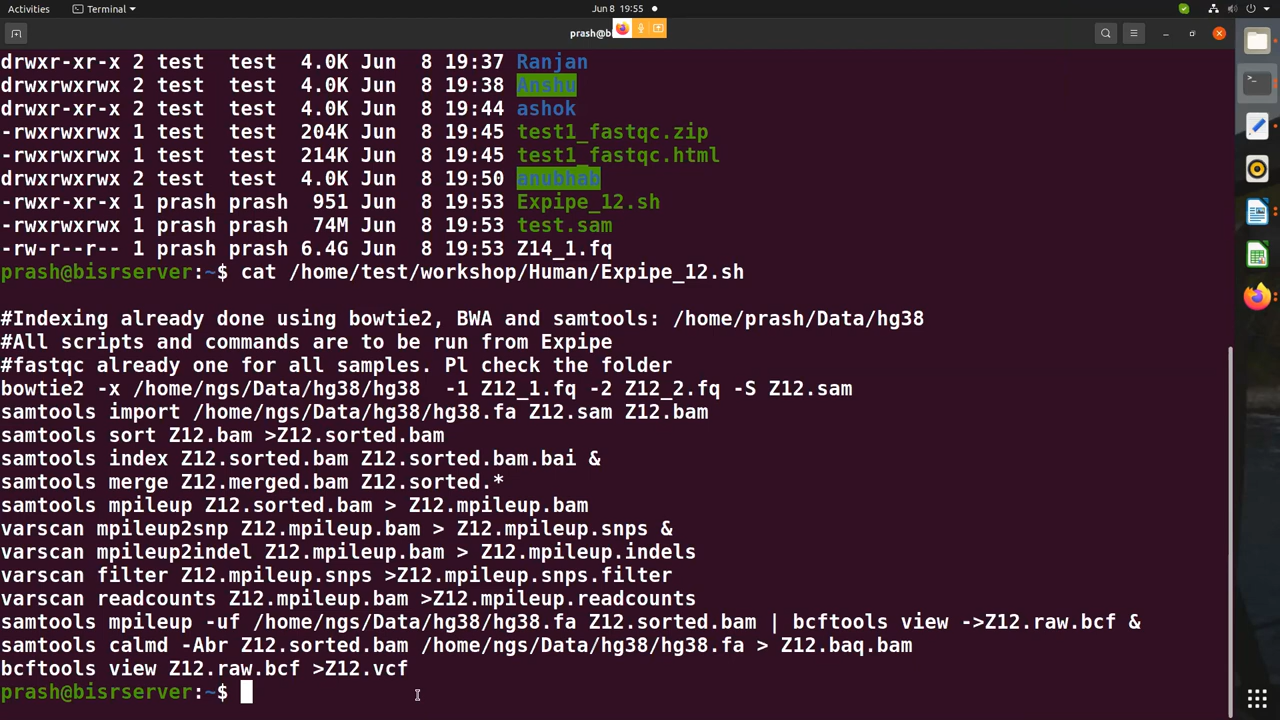 Activities
Terminal
Jun 8 19:55
prash@bi
drwxr-xr-x 2 test test 4.0K Jun 8 19:37 Ranjan
drwxrwxrwx 2 test test 4.0K Jun 8 19:38 Anshu
drwxrwxrwx 2 test test 4.0K Jun 8 19:44 ashok
-rwxrwxrwx 1 test test 204K Jun 8 19:45 test1_fastqc.zip
-rwxrwxrwx 1 test test 214K Jun 8 19:45 test1_fastqc.html
drwxrwxrwx 2 test test 4.0K Jun 8 19:50 anubhab
-rwxr-xr-x 1 prash prash 951 Jun 8 19:53 Expipe_12.sh
-rwxr-xr-x 1 prash prash 74M Jun 8 19:53 test.sam
-rw-r--r-- 1 prash prash 6.4G Jun 8 19:53 Z14_1.fq
prash@bisrserver:~$ cat /home/test/workshop/Human/Expipe_12.sh
#Indexing already done using bowtie2, BWA and samtools: /home/prash/Data/hg38
#All scripts and commands are to be run from Expipe
#fastqc already one for all samples. Pl check the folder
bowtie2 -x /home/ngs/Data/hg38/hg38 -1 Z12_1.fq -2 Z12_2.fq -S Z12.sam
samtools import /home/ngs/Data/hg38/hg38.fa Z12.sam Z12.bam
samtools sort Z12.bam >Z12.sorted.bam
samtools index Z12.sorted.bam Z12.sorted.bam.bai &
samtools merge Z12.merged.bam Z12.sorted.*
samtools mpileup Z12.sorted.bam > Z12.mpileup.bam
varscan mpileup2snp Z12.mpileup.bam > Z12.mpileup.snps &
varscan mpileup2indel Z12.mpileup.bam > Z12.mpileup.indels
varscan filter Z12.mpileup.snps >Z12.mpileup.snps.filter
varscan readcounts Z12.mpileup.bam >Z12.mpileup.readcounts
samtools mpileup -uf /home/ngs/Data/hg38/hg38.fa Z12.sorted.bam | bcftools view ->Z12.raw.bcf &
samtools calmd -Abr Z12.sorted.bam /home/ngs/Data/hg38/hg38.fa > Z12.baq.bam
bcftools view Z12.raw.bcf >Z12.vcf
prash@bisrserver:~$